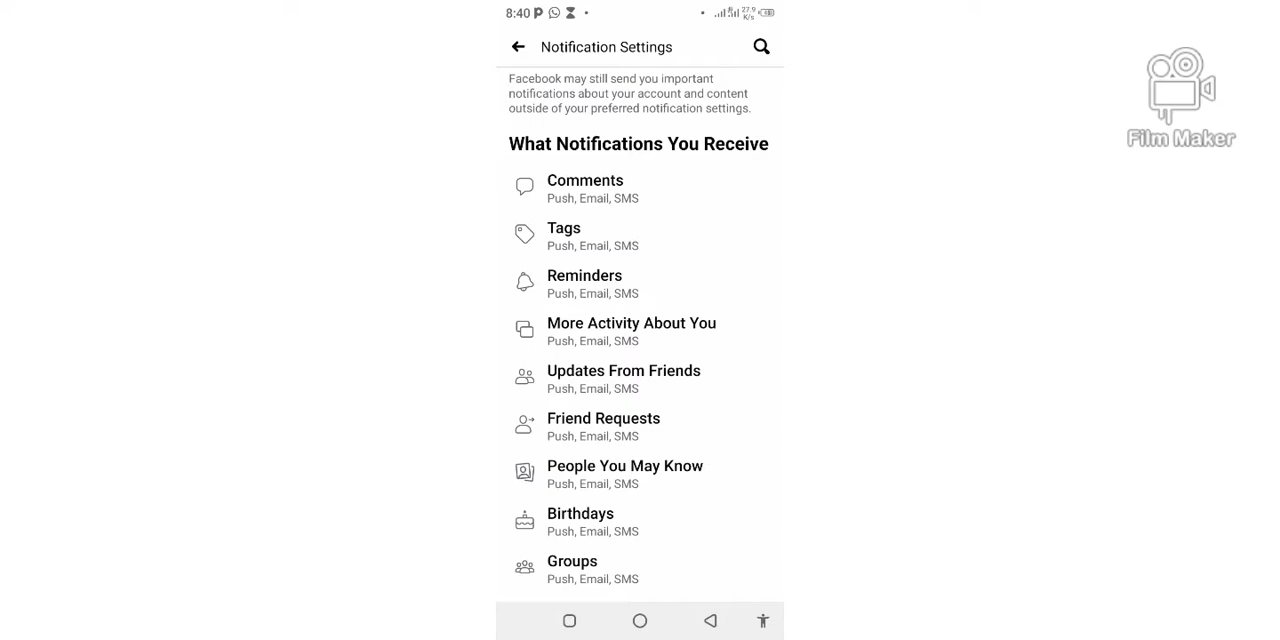 8:40
27.9
K/s
Notification Settings
Facebook may still send you important
notifications about your account and content
outside of your preferred notification settings.
What Notifications You Receive
Comments
Push, Email, SMS
Tags
Push, Email, SMS
Reminders
Push, Email, SMS
More Activity About You
Push, Email, SMS
Updates From Friends
Push, Email, SMS
Friend Requests
Push, Email, SMS
People You May Know
Push, Email, SMS
Birthdays
Push, Email, SMS
Groups
Push, Email, SMS
Film Maker